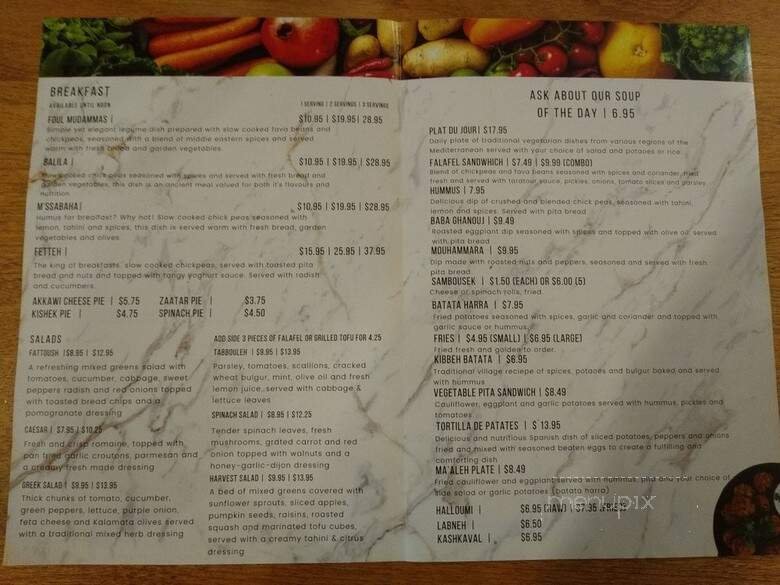 BREAKFAST
AVAILABLE UNTIL NOON
1 SERVING | 2 SERVINGS | 3 SERVINGS
FOUL MUDAMMAS | $10.95 | $19.95 | 28.95
Simple yet elegant legume dish prepared with slow cooked fava beans and
chickpeas, seasoned with a blend of middle eastern spices and served
warm with fresh bread and garden vegetables.
BALILA | $10.95 | $19.95 | $28.95
Slow cooked chick peas seasoned with spices and served with fresh bread and
garden vegetables, this dish is an ancient meal valued for both it's flavours and
nutrition
M'SSABAHA | $10.95 | $19.95 | $28.95
Humus for breakfast? Why not! Slow cooked chick peas seasoned with
lemon, tahini and spices, this dish is served warm with fresh bread, garden
vegetables and olives
FETTEH | $15.95 | 25.95 | 37.95
The king of breakfasts. slow cooked chickpeas, served with toasted pita
bread and nuts and topped with tangy yoghurt sauce. Served with radish
and cucumbers.
AKKAWI CHEESE PIE | $5.75 ZAATAR PIE | $3.75
KISHEK PIE | $4.75 SPINACH PIE | $4.50
SALADS
ADD SIDE 3 PIECES OF FALAFEL OR GRILLED TOFU FOR 4.25
FATTOUSH | $8.95 | $12.95
A refreshing mixed greens salad with
tomatoes, cucumber, cabbage, sweet
peppers radish and red onions topped
with toasted bread chips and a
pomagranate dressing
CAESAR | $7.95 | $10.25
Fresh and crisp romaine, topped with
pan fried garlic croutons, parmesan and
a creamy fresh made dressing
GREEK SALAD | $9.95 | $13.95
Thick chunks of tomato, cucumber,
green peppers, lettuce, purple onion,
feta cheese and Kalamata olives served
with a traditional mixed herb dressing
TABBOULEH | $9.95 | $13.95
Parsley, tomatoes, scallions, cracked
wheat bulgur, mint, olive oil and fresh
lemon juice, served with cabbage &
lettuce leaves
SPINACH SALAD | $8.95 | $12.25
Tender spinach leaves, fresh
mushrooms, grated carrot and red
onion topped with walnuts and a
honey-garlic-dijon dressing
HARVEST SALAD | $9.95 | $13.95
A bed of mixed greens covered with
sunflower sprouts, sliced apples,
pumpkin seeds, raisins, roasted
squash and marinated tofu cubes,
served with a creamy tahini & citrus
dressing
ASK ABOUT OUR SOUP
OF THE DAY | 6.95
PLAT DU JOUR| $17.95
Daily plate of traditional vegetarian dishes from various regions of the
Mediterranean served with your choice of salad and potatoes or rice.
FALAFEL SANDWHICH | $7.49 | $9.99 (COMBO)
Blend of chickpeas and fava beans seasoned with spices and coriander, fried
fresh and served with taratour sauce, pickles, onions, tomato slices and parsley
HUMMUS | 7.95
Delicious dip of crushed and blended chick peas, seasoned with tahini,
lemon and spices. Served with pita bread
BABA GHANOUJ | $9.49
Roasted eggplant dip seasoned with spices and topped with olive oil, served
with pita bread
MOUHAMMARA | $9.95
Dip made with roasted nuts and peppers, seasoned and served with fresh
pita bread.
SAMBOUSEK | $1.50 (EACH) OR $6.00 (5)
Cheese or spinach rolls, fried.
BATATA HARRA | $7.95
Fried potatoes seasoned with spices, garlic and coriander and topped with
garlic sauce or hummus
FRIES | $4.95 (SMALL) | $6.95 (LARGE)
Fried fresh and golden to order.
KIBBEH BATATA | $6.95
Traditional village reciepe of spices, potatoes and bulgur baked and served
with hummus
VEGETABLE PITA SANDWICH | $8.49
Cauliflower, eggplant and garlic potatoes served with hummus, pickles and
tomatoes.
TORTILLA DE PATATES | $ 13.95
Delicious and nutritious Spanish dish of sliced potatoes, peppers and onions
fried and mixed with seasoned beaten eggs to create a fulfilling and
comforting dish
MA'ALEH PLATE | $8.49
Fried cauliflower and eggplant served with hummus, pita and your choice of
side salad or garlic potatoes (batata harra)
HALLOUMI | $6.95 (RAW) | $7.95 (FRIED)
LABNEH | $6.50
KASHKAVAL | $6.95
menupix